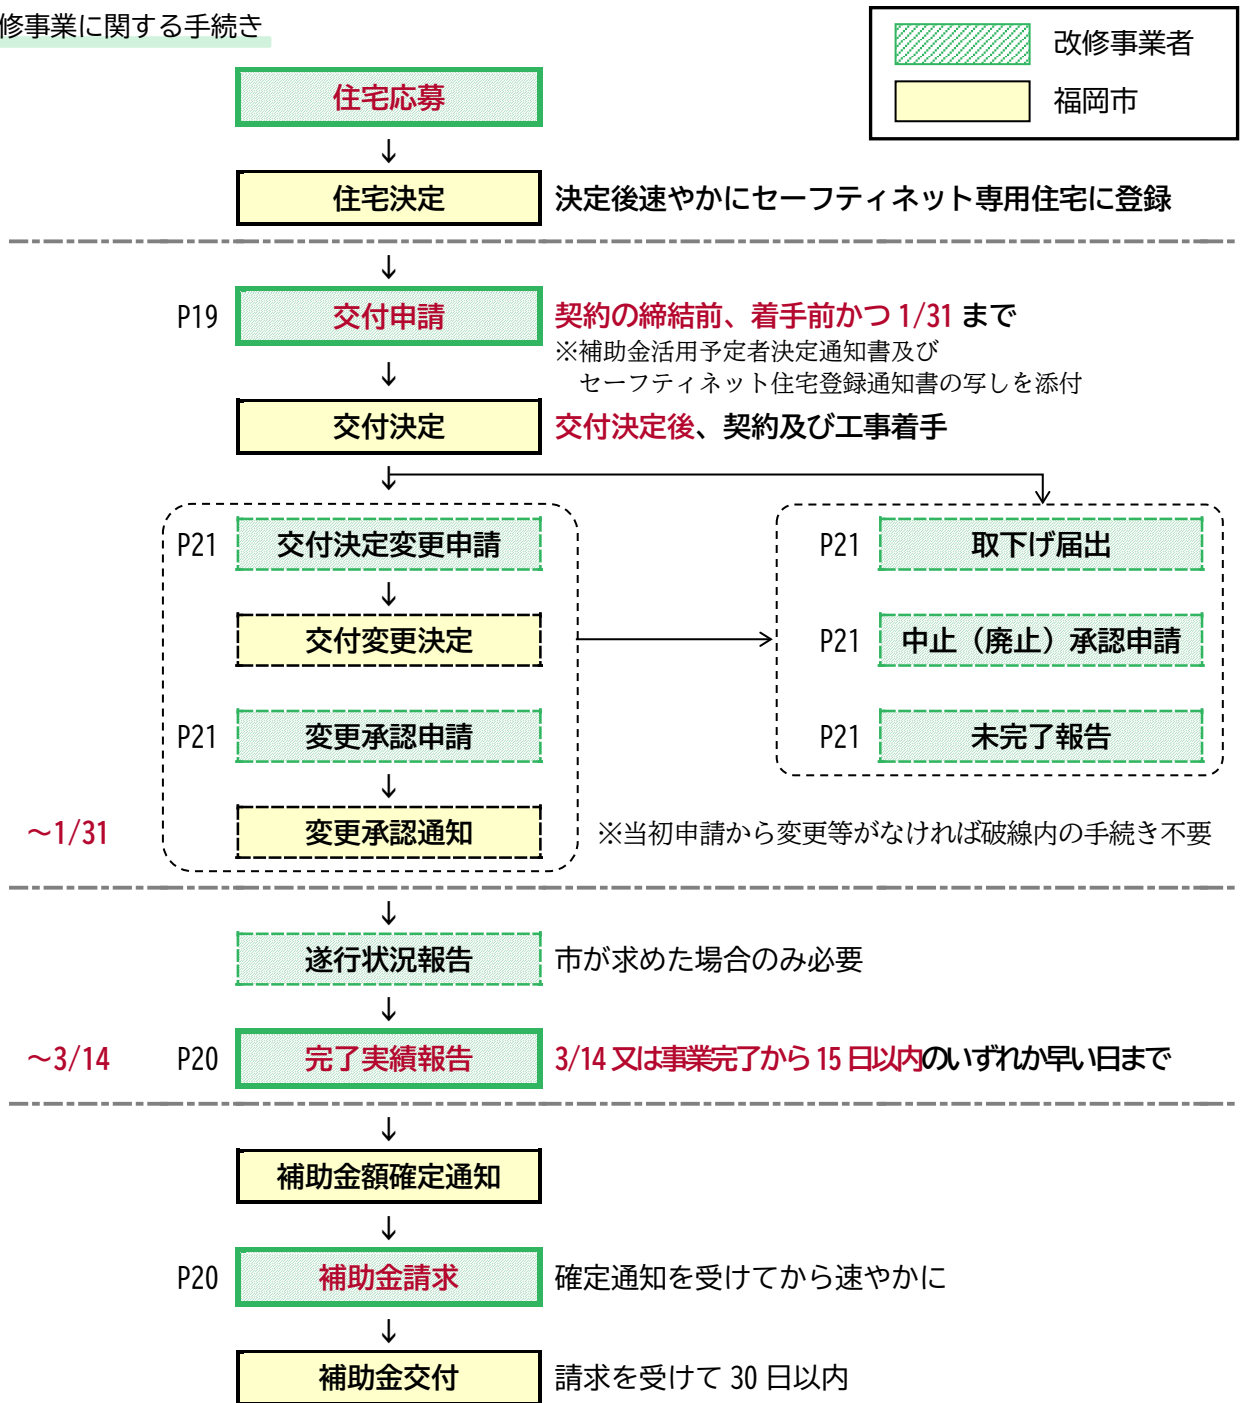 修事業に関する手続き
改修事業者
福岡市
住宅応募
↓
住宅決定 決定後速やかにセーフティネット専用住宅に登録
↓
P19 交付申請 契約の締結前、着手前かつ 1/31 まで
※補助金活用予定者決定通知書及び
セーフティネット住宅登録通知書の写しを添付
↓
交付決定 交付決定後、契約及び工事着手
↓
P21 交付決定変更申請
↓
交付変更決定
P21 変更承認申請
↓
～1/31 変更承認通知
P21 取下げ届出
P21 中止（廃止）承認申請
P21 未完了報告
※当初申請から変更等がなければ破線内の手続き不要
↓
遂行状況報告 市が求めた場合のみ必要
↓
～3/14 P20 完了実績報告 3/14 又は事業完了から 15 日以内のいずれか早い日まで
↓
補助金額確定通知
↓
P20 補助金請求 確定通知を受けてから速やかに
↓
補助金交付 請求を受けて 30 日以内